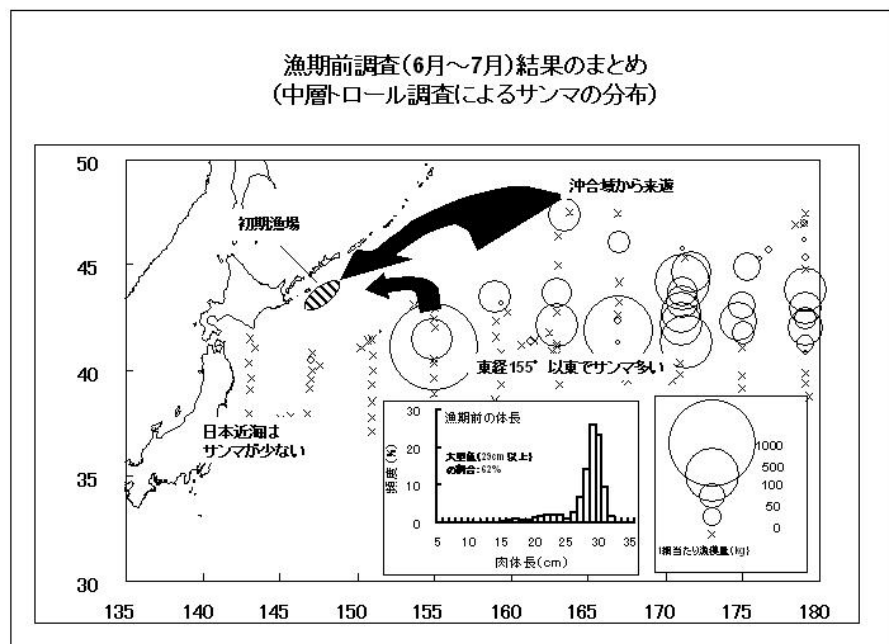 漁期前調査(6月～7月)結果のまとめ
(中層トロール調査によるサンマの分布)
50
45
40
35
30
135
140
145
150
155
160
165
170
175
180
沖合域から来遊
初期漁場
東経155°以東でサンマ多い
日本近海は
サンマが少ない
漁期前の体長
大型魚(29cm以上)
の割合:62%
頻度(%)
30
20
10
0
5
10
15
20
25
30
35
肉体長(cm)
1000
500
100
50
0
1網当たり漁獲量(kg)